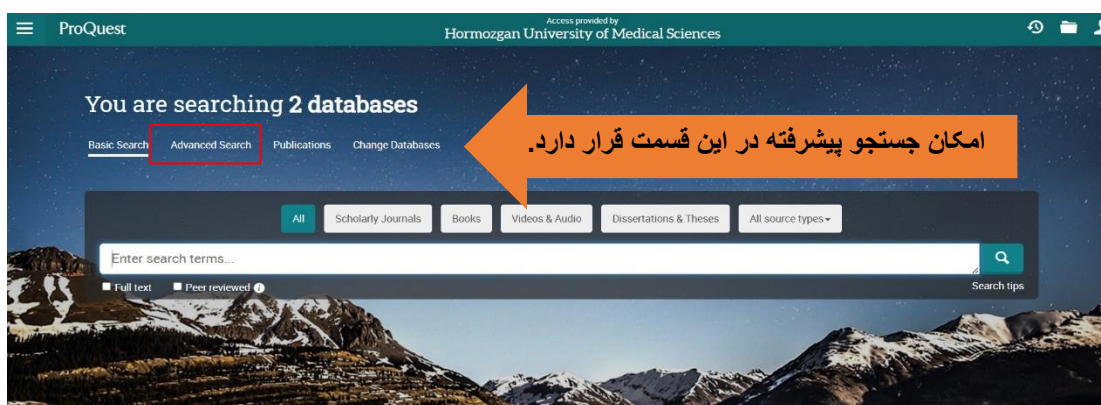 ProQuest
Access provided by
Hormozgan University of Medical Sciences
You are searching 2 databases
Basic Search Advanced Search Publications Change Databases
امکان جستجو پیشرفته در این قسمت قرار دارد.
All Scholarly Journals Books Videos & Audio Dissertations & Theses All source types
Enter search terms...
Full text Peer reviewed i
Search tips